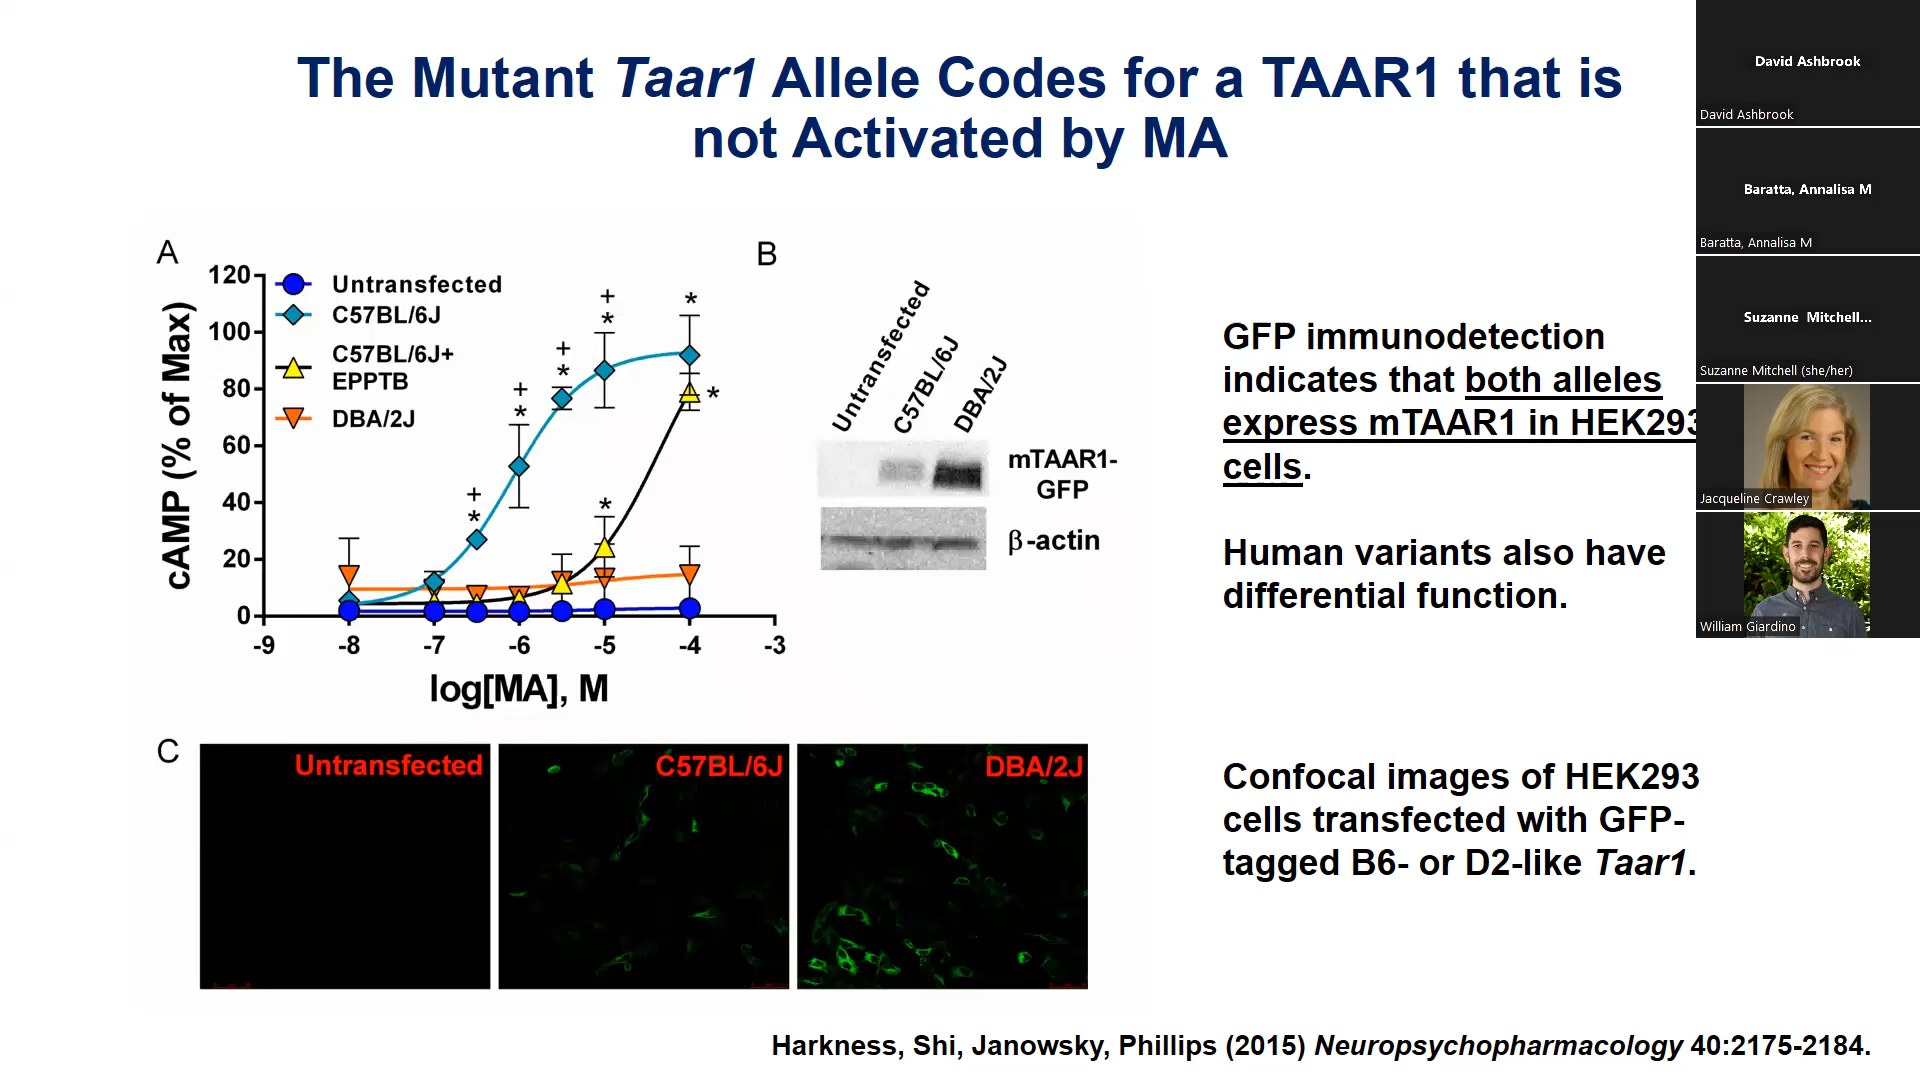 The Mutant Taar1 Allele Codes for a TAAR1 that is
not Activated by MA
A
120
100
80
60
40
20
0
cAMP (% of Max)
Untransfected
C57BL/6J
C57BL/6J+
EPPTB
DBA/2J
+
*
+
*
+
*
+
*
*
*
*
-9
-8
-7
-6
-5
-4
-3
log[MA], M
B
Untransfected
C57BL/6J
DBA/2J
mTAAR1-
GFP
β-actin
GFP immunodetection
indicates that both alleles
express mTAAR1 in HEK293
cells.
Human variants also have
differential function.
C
Untransfected
C57BL/6J
DBA/2J
Confocal images of HEK293
cells transfected with GFP-
tagged B6- or D2-like Taar1.
Harkness, Shi, Janowsky, Phillips (2015) Neuropsychopharmacology 40:2175-2184.
David Ashbrook
David Ashbrook
Baratta, Annalisa M
Baratta, Annalisa M
Suzanne Mitchell...
Suzanne Mitchell (she/her)
Jacqueline Crawley
William Giardino